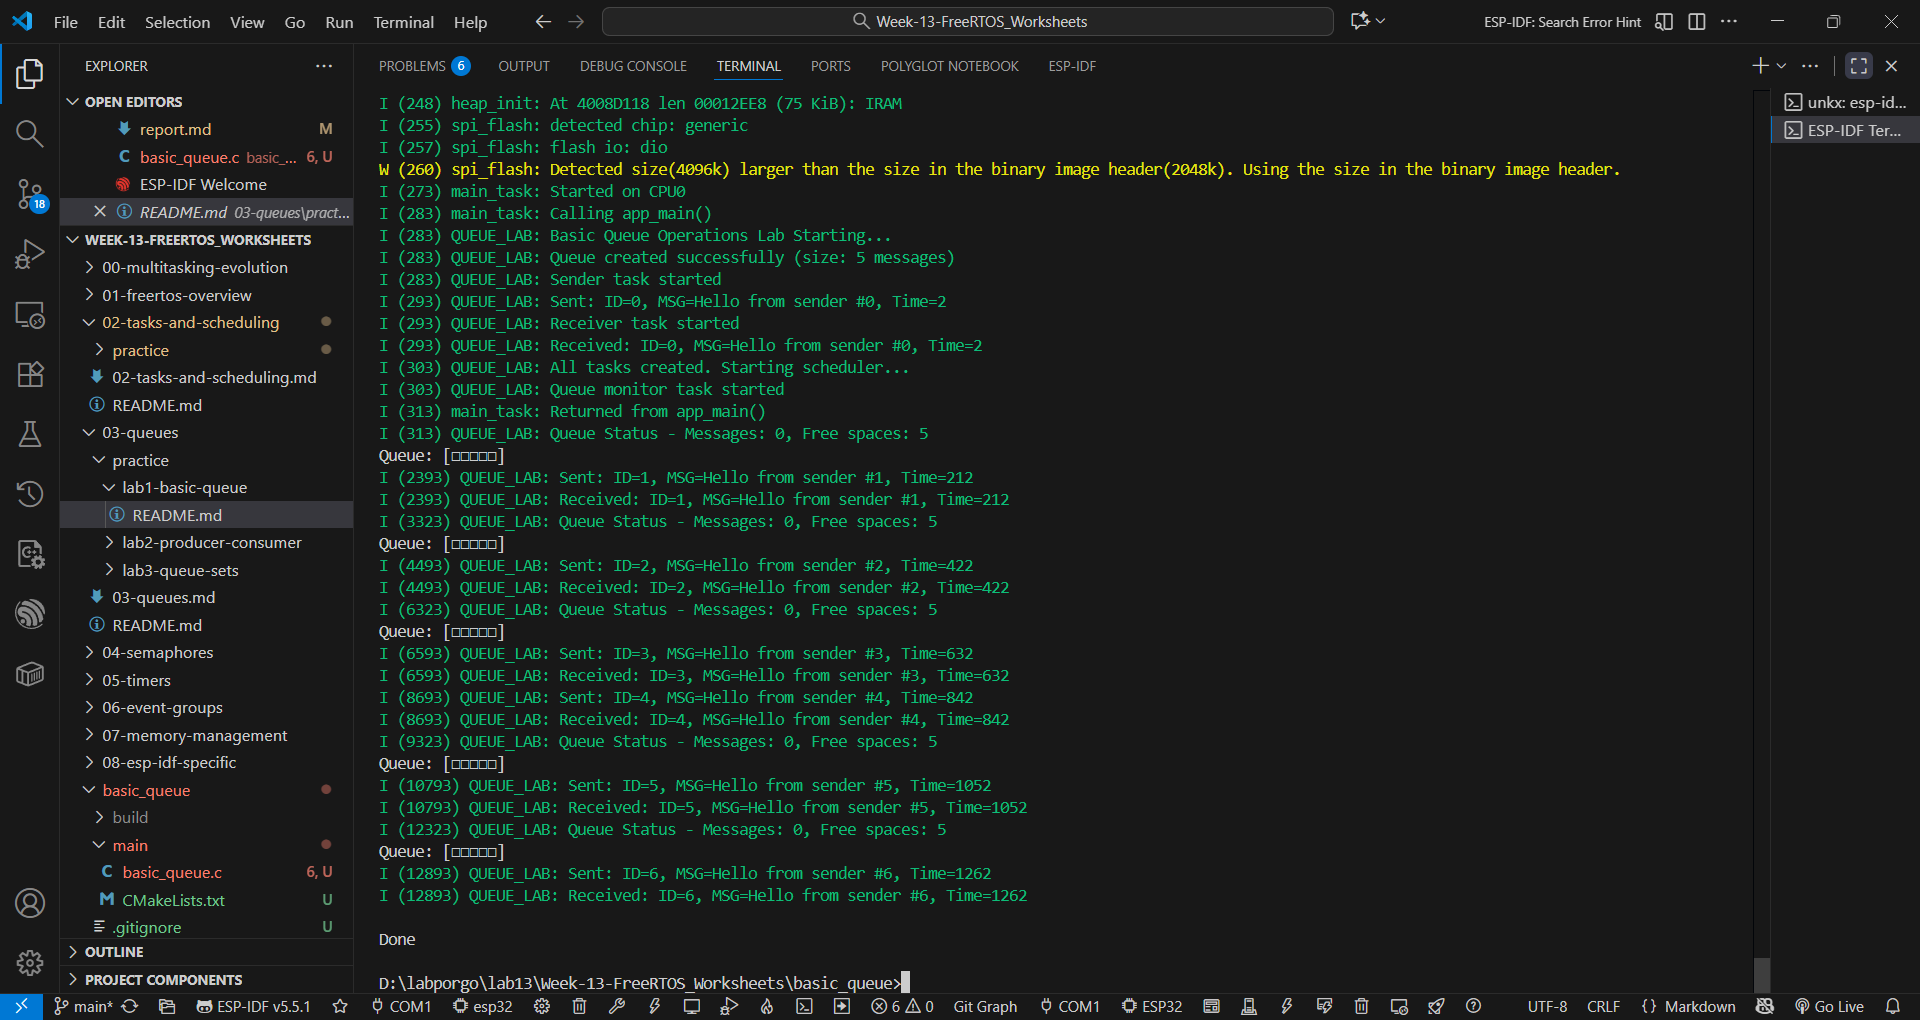 File Edit Selection View Go Run Terminal Help
Week-13-FreeRTOS_Worksheets
ESP-IDF: Search Error Hint
EXPLORER
OPEN EDITORS
report.md M
basic_queue.c basic_... 6, U
ESP-IDF Welcome
README.md 03-queues\pract...
WEEK-13-FREERTOS_WORKSHEETS
00-multitasking-evolution
01-freertos-overview
02-tasks-and-scheduling
practice
02-tasks-and-scheduling.md
README.md
03-queues
practice
lab1-basic-queue
README.md
lab2-producer-consumer
lab3-queue-sets
03-queues.md
README.md
04-semaphores
05-timers
06-event-groups
07-memory-management
08-esp-idf-specific
basic_queue
build
main
basic_queue.c 6, U
CMakeLists.txt U
.gitignore U
OUTLINE
PROJECT COMPONENTS
18
PROBLEMS 6 OUTPUT DEBUG CONSOLE TERMINAL PORTS POLYGLOT NOTEBOOK ESP-IDF
I (248) heap_init: At 4008D118 len 00012EE8 (75 KiB): IRAM
I (255) spi_flash: detected chip: generic
I (257) spi_flash: flash io: dio
W (260) spi_flash: Detected size(4096k) larger than the size in the binary image header(2048k). Using the size in the binary image header.
I (273) main_task: Started on CPU0
I (283) main_task: Calling app_main()
I (283) QUEUE_LAB: Basic Queue Operations Lab Starting...
I (283) QUEUE_LAB: Queue created successfully (size: 5 messages)
I (283) QUEUE_LAB: Sender task started
I (293) QUEUE_LAB: Sent: ID=0, MSG=Hello from sender #0, Time=2
I (293) QUEUE_LAB: Receiver task started
I (293) QUEUE_LAB: Received: ID=0, MSG=Hello from sender #0, Time=2
I (303) QUEUE_LAB: All tasks created. Starting scheduler...
I (303) QUEUE_LAB: Queue monitor task started
I (313) main_task: Returned from app_main()
I (313) QUEUE_LAB: Queue Status - Messages: 0, Free spaces: 5
Queue: [□□□□□]
I (2393) QUEUE_LAB: Sent: ID=1, MSG=Hello from sender #1, Time=212
I (2393) QUEUE_LAB: Received: ID=1, MSG=Hello from sender #1, Time=212
I (3323) QUEUE_LAB: Queue Status - Messages: 0, Free spaces: 5
Queue: [□□□□□]
I (4493) QUEUE_LAB: Sent: ID=2, MSG=Hello from sender #2, Time=422
I (4493) QUEUE_LAB: Received: ID=2, MSG=Hello from sender #2, Time=422
I (6323) QUEUE_LAB: Queue Status - Messages: 0, Free spaces: 5
Queue: [□□□□□]
I (6593) QUEUE_LAB: Sent: ID=3, MSG=Hello from sender #3, Time=632
I (6593) QUEUE_LAB: Received: ID=3, MSG=Hello from sender #3, Time=632
I (8693) QUEUE_LAB: Sent: ID=4, MSG=Hello from sender #4, Time=842
I (8693) QUEUE_LAB: Received: ID=4, MSG=Hello from sender #4, Time=842
I (9323) QUEUE_LAB: Queue Status - Messages: 0, Free spaces: 5
Queue: [□□□□□]
I (10793) QUEUE_LAB: Sent: ID=5, MSG=Hello from sender #5, Time=1052
I (10793) QUEUE_LAB: Received: ID=5, MSG=Hello from sender #5, Time=1052
I (12323) QUEUE_LAB: Queue Status - Messages: 0, Free spaces: 5
Queue: [□□□□□]
I (12893) QUEUE_LAB: Sent: ID=6, MSG=Hello from sender #6, Time=1262
I (12893) QUEUE_LAB: Received: ID=6, MSG=Hello from sender #6, Time=1262
Done
D:\labporgo\lab13\Week-13-FreeRTOS_Worksheets\basic_queue>
unkx: esp-id...
ESP-IDF Ter...
main* ESP-IDF v5.5.1 COM1 esp32 6 0 Git Graph COM1 ESP32 UTF-8 CRLF {} Markdown Go Live